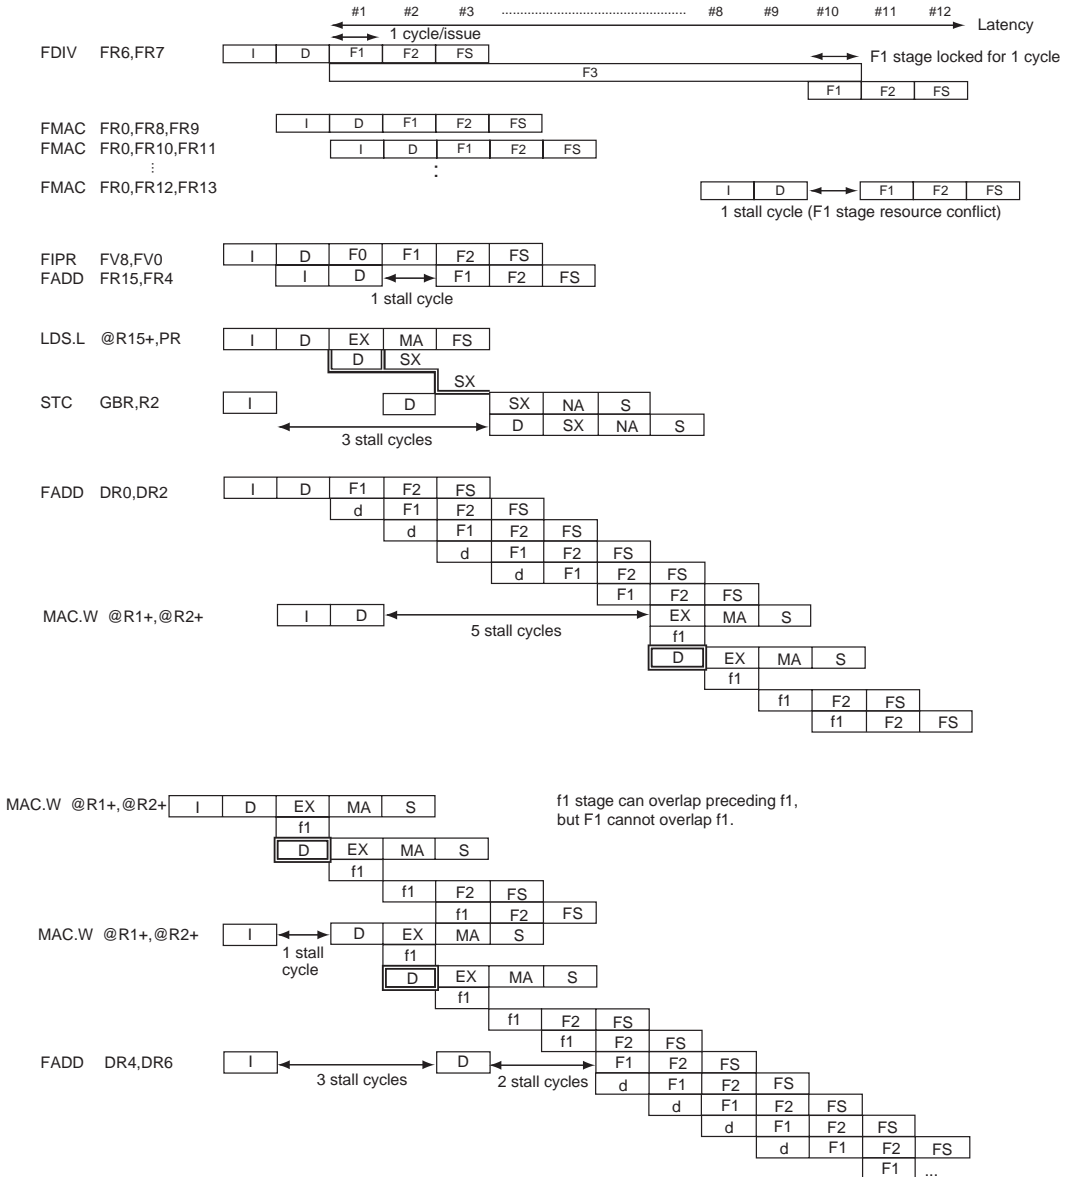 #1 #2 #3 ................................................. #8 #9 #10 #11 #12
Latency
1 cycle/issue
FDIV FR6,FR7 I D F1 F2 FS
F1 stage locked for 1 cycle
F3
F1 F2 FS
FMAC FR0,FR8,FR9 I D F1 F2 FS
FMAC FR0,FR10,FR11 I D F1 F2 FS
⋮ :
FMAC FR0,FR12,FR13 I D F1 F2 FS
1 stall cycle (F1 stage resource conflict)
FIPR FV8,FV0 I D F0 F1 F2 FS
FADD FR15,FR4 I D F1 F2 FS
1 stall cycle
LDS.L @R15+,PR I D EX MA FS
D SX
SX
STC GBR,R2 I D SX NA S
D SX NA S
3 stall cycles
FADD DR0,DR2 I D F1 F2 FS
d F1 F2 FS
d F1 F2 FS
d F1 F2 FS
d F1 F2 FS
F1 F2 FS
MAC.W @R1+,@R2+ I D EX MA S
5 stall cycles
f1
D EX MA S
f1
f1 F2 FS
f1 F2 FS
MAC.W @R1+,@R2+ I D EX MA S
f1 stage can overlap preceding f1,
but F1 cannot overlap f1.
f1
D EX MA S
f1
f1 F2 FS
f1 F2 FS
MAC.W @R1+,@R2+ I D EX MA S
1 stall
cycle
f1
D EX MA S
f1
f1 F2 FS
f1 F2 FS
FADD DR4,DR6 I D F1 F2 FS
3 stall cycles 2 stall cycles
d F1 F2 FS
d F1 F2 FS
d F1 F2 FS
d F1 F2 FS
F1 ...